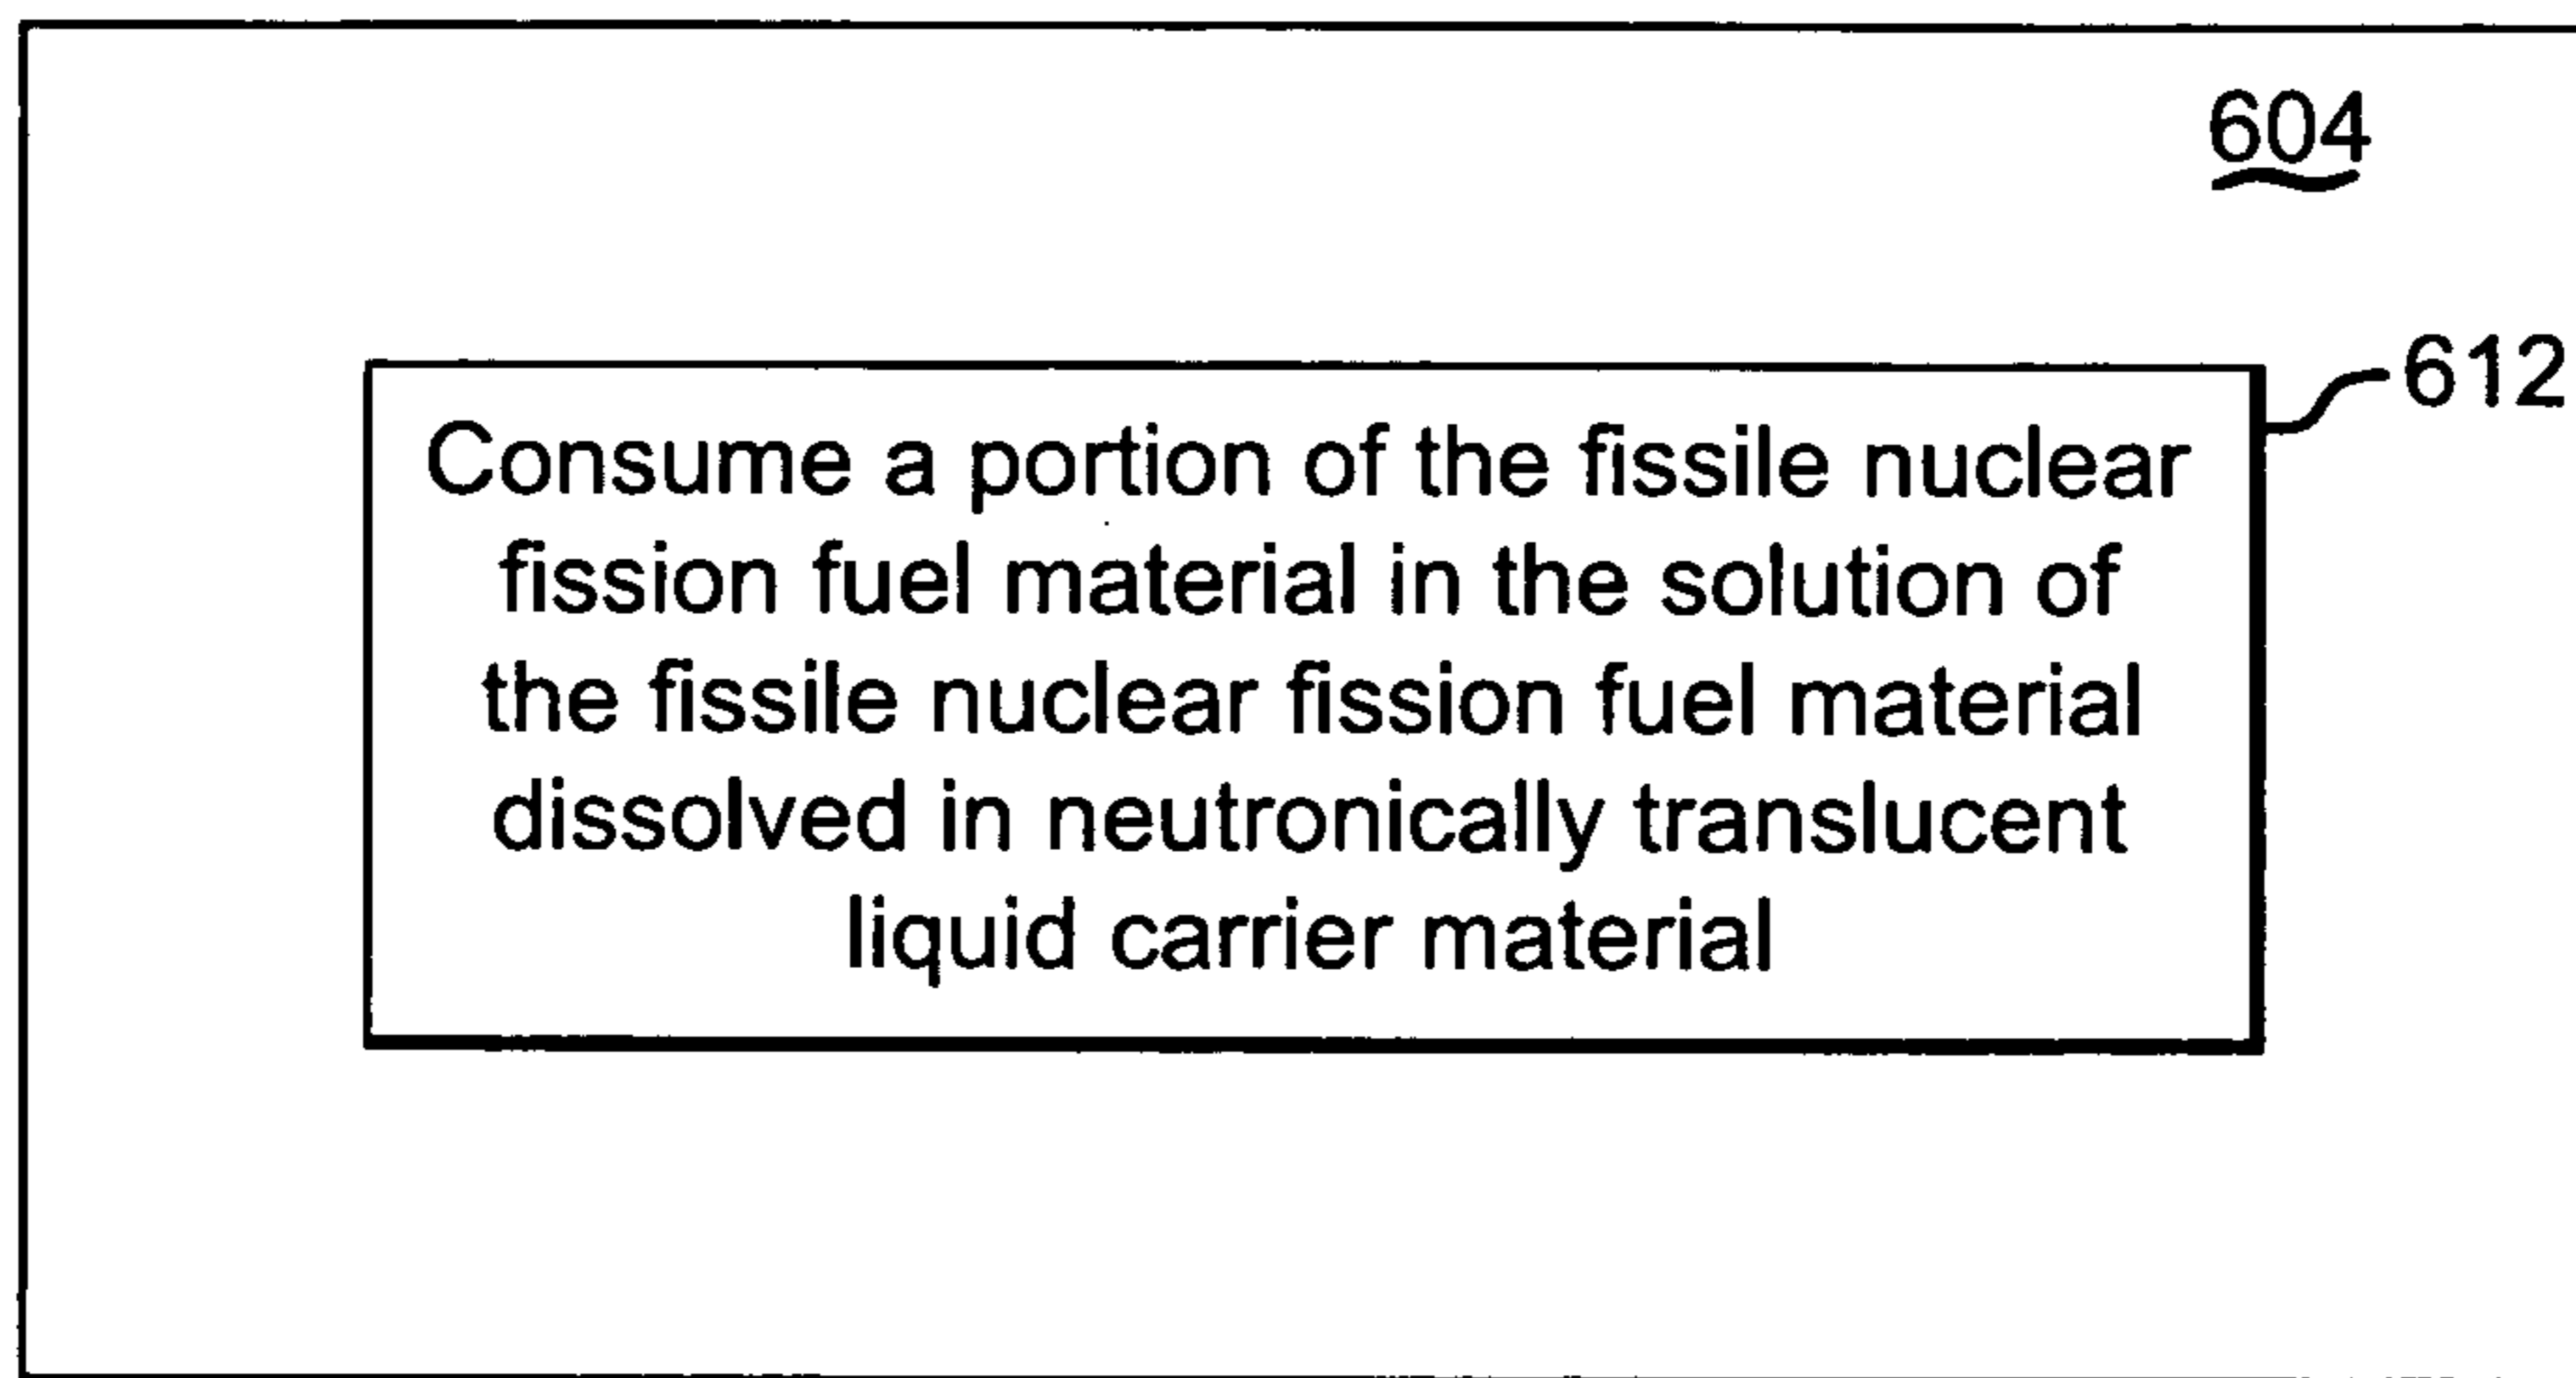 604
612
Consume a portion of the fissile nuclear
fission fuel material in the solution of
the fissile nuclear fission fuel material
dissolved in neutronically translucent
liquid carrier material